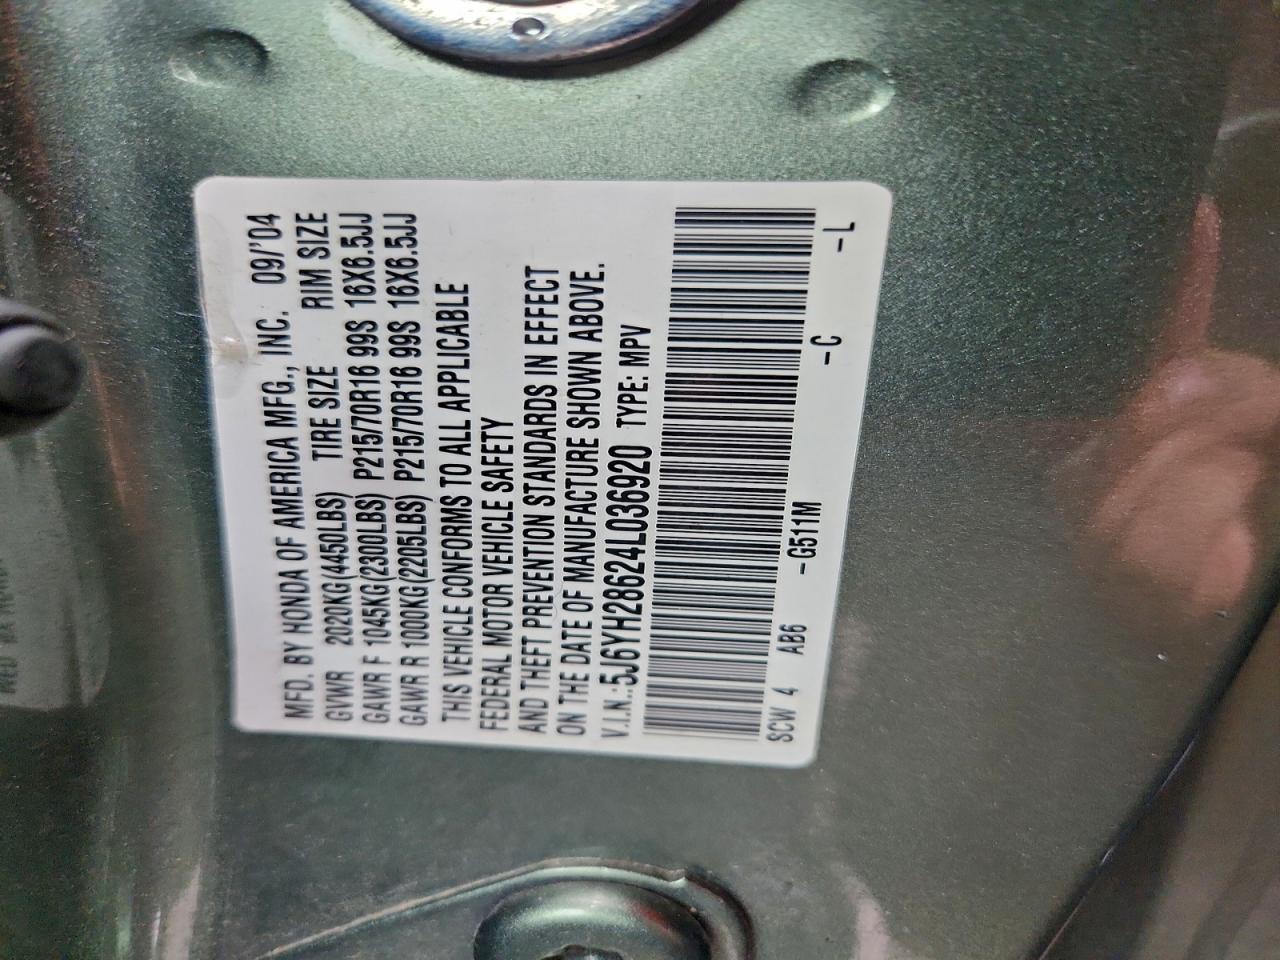 MFD. BY HONDA OF AMERICA MFG., INC. 09/'04
GVWR 2020KG(4450LBS) TIRE SIZE RIM SIZE
GAWR F 1045KG(2300LBS) P215/70R16 99S 16X6.5JJ
GAWR R 1000KG(2205LBS) P215/70R16 99S 16X6.5JJ
THIS VEHICLE CONFORMS TO ALL APPLICABLE
FEDERAL MOTOR VEHICLE SAFETY
AND THEFT PREVENTION STANDARDS IN EFFECT
ON THE DATE OF MANUFACTURE SHOWN ABOVE.
V.I.N.:5J6YH28624L036920 TYPE: MPV
SCW 4 AB6 -G511M -C -L